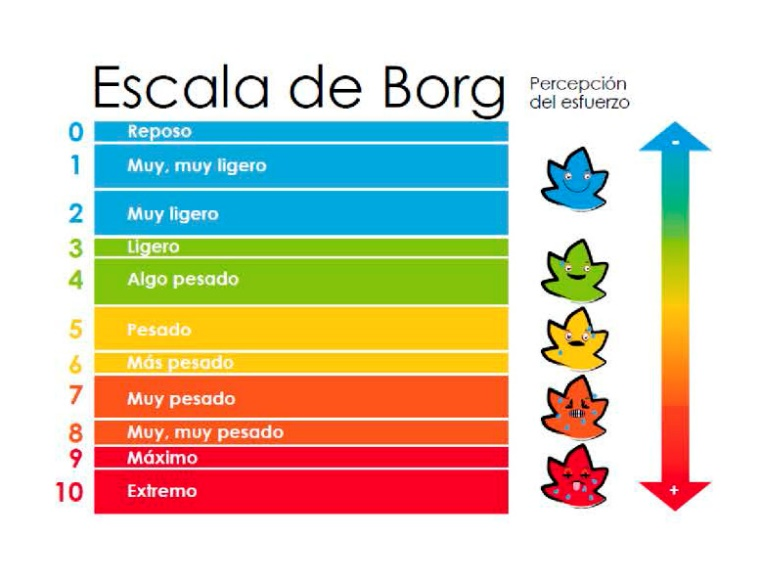 Escala de Borg
Percepción
del esfuerzo
0 Reposo
1 Muy, muy ligero
2 Muy ligero
3 Ligero
4 Algo pesado
5 Pesado
6 Más pesado
7 Muy pesado
8 Muy, muy pesado
9 Máximo
10 Extremo
-
+